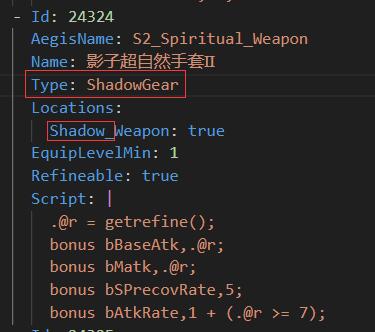 - Id: 24324
AegisName: S2_Spiritual_Weapon
Name: 影子超自然手套II
Type: ShadowGear
Locations:
Shadow_Weapon: true
EquipLevelMin: 1
Refineable: true
Script: |
.@r = getrefine();
bonus bBaseAtk,.@r;
bonus bMatk,.@r;
bonus bSPrecovRate,5;
bonus bAtkRate,1 + (.@r >= 7);